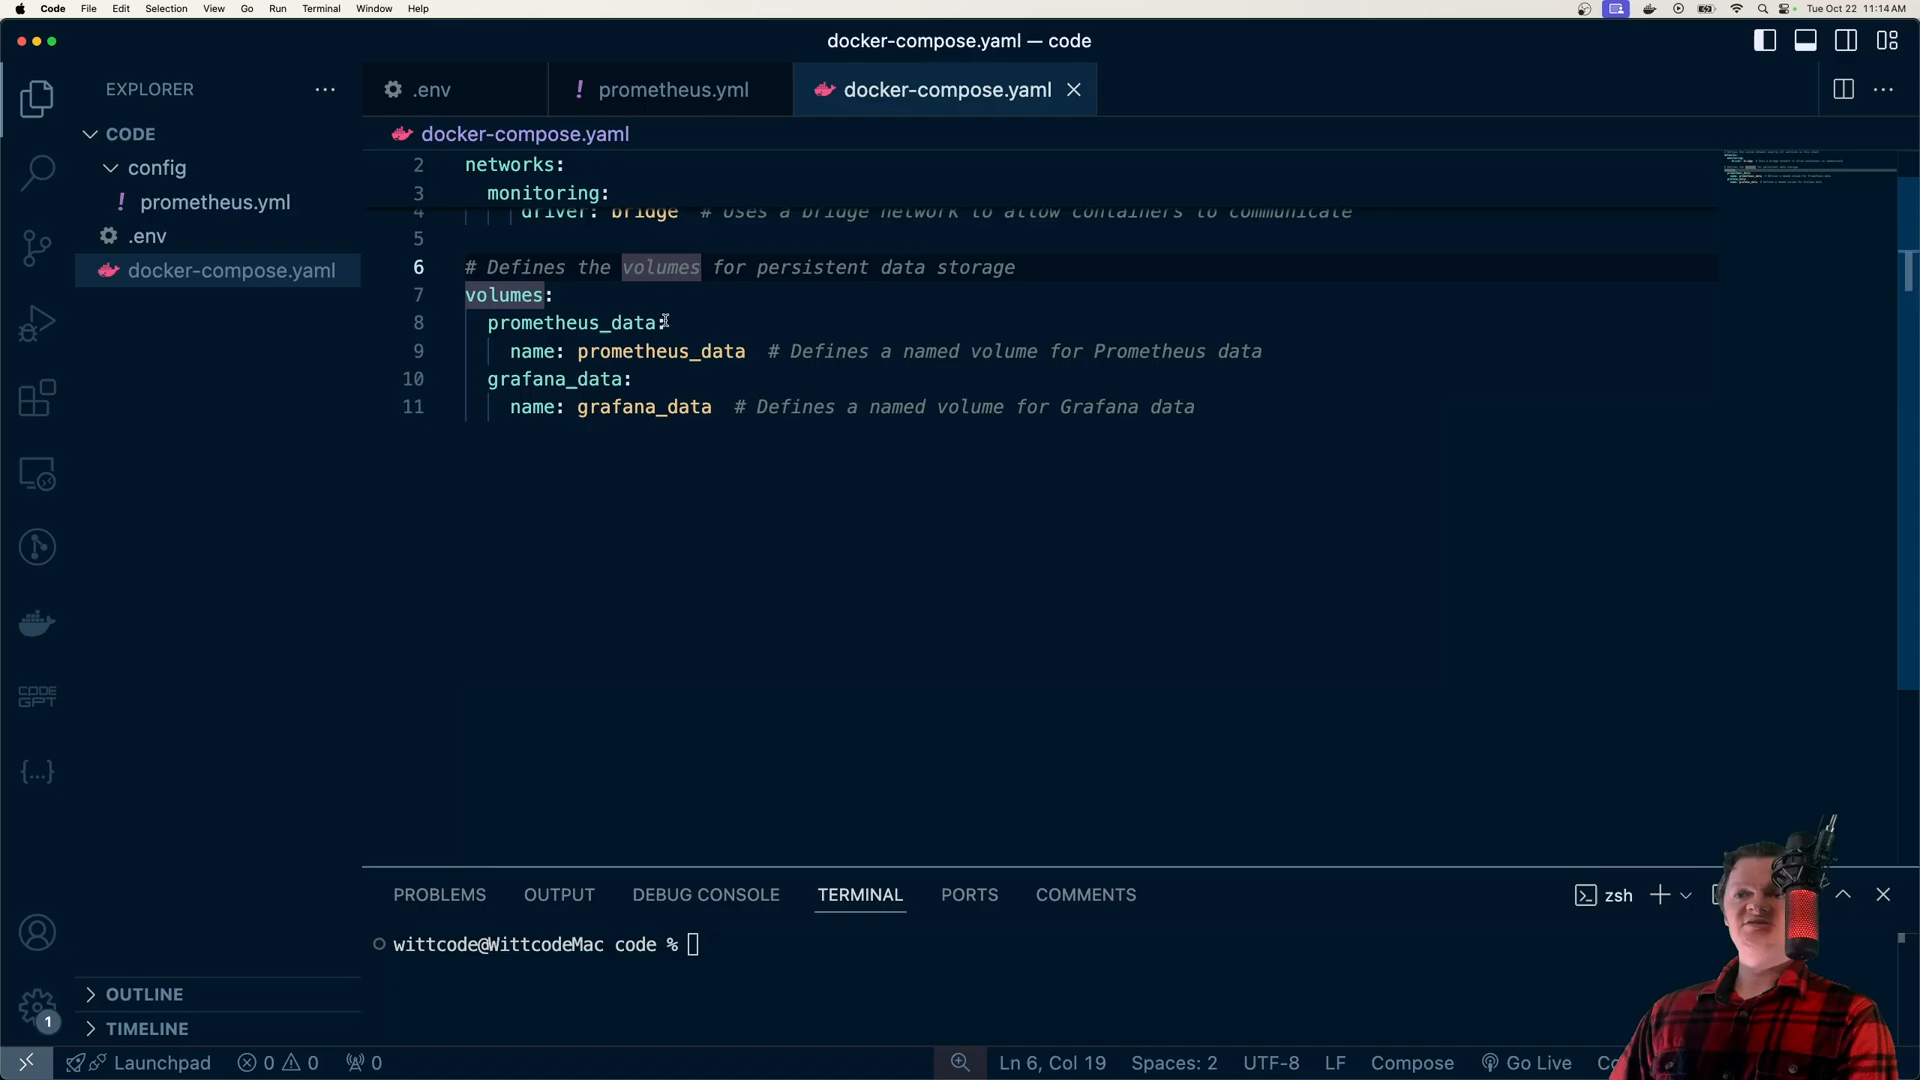 Code File Edit Selection View Go Run Terminal Window Help
Tue Oct 22 11:14 AM
docker-compose.yaml — code
EXPLORER
.env
prometheus.yml
docker-compose.yaml
CODE
config
prometheus.yml
.env
docker-compose.yaml
docker-compose.yaml
2 networks:
3 monitoring:
4 driver: bridge # Uses a bridge network to allow containers to communicate
5
6 # Defines the volumes for persistent data storage
7 volumes:
8 prometheus_data:
9 name: prometheus_data # Defines a named volume for Prometheus data
10 grafana_data:
11 name: grafana_data # Defines a named volume for Grafana data
CODE
GPT
{...}
1
OUTLINE
TIMELINE
PROBLEMS OUTPUT DEBUG CONSOLE TERMINAL PORTS COMMENTS
zsh
wittcode@WittcodeMac code %
Launchpad 0 0 0
Ln 6, Col 19 Spaces: 2 UTF-8 LF Compose Go Live